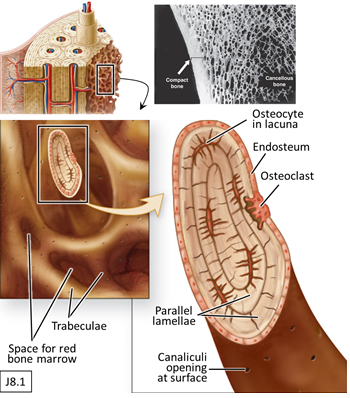 Compact
bone
Cancellous
bone
Osteocyte
in lacuna
Endosteum
Osteoclast
Parallel
lamellae
Trabeculae
Space for red
bone marrow
Canaliculi
opening
at surface
J8.1